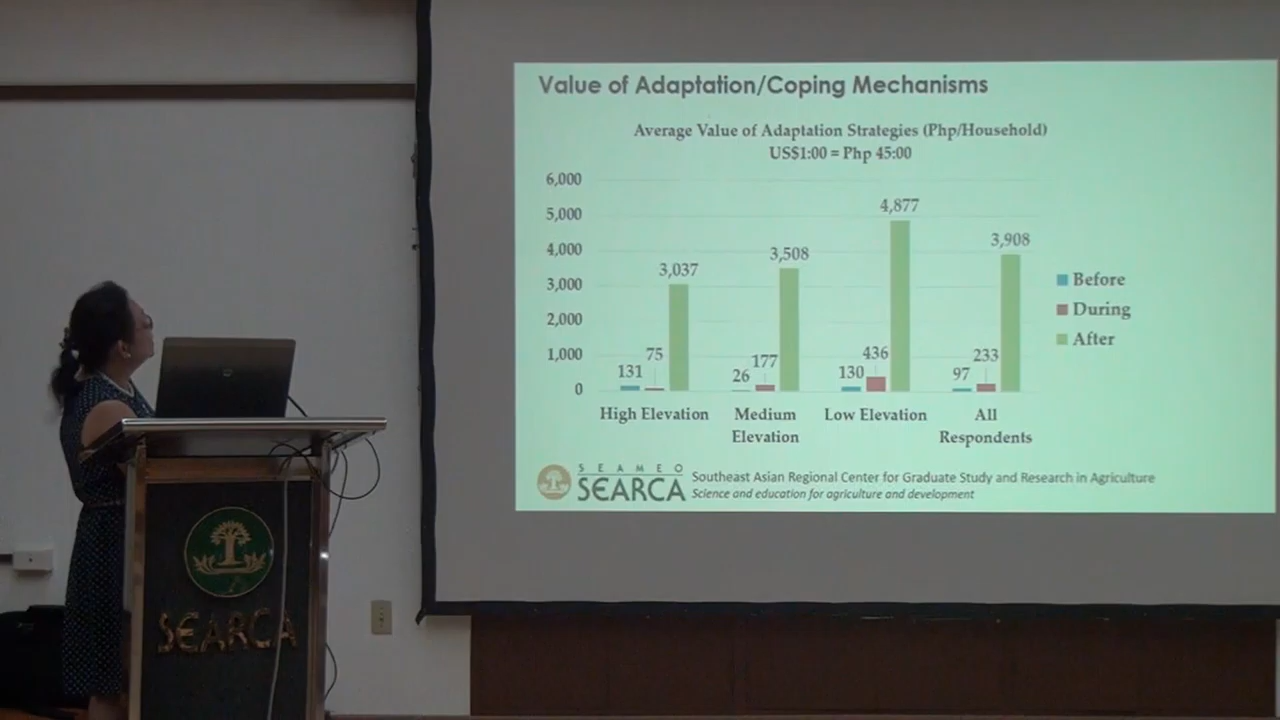 Value of Adaptation/Coping Mechanisms
Average Value of Adaptation Strategies (Php/Household)
US$1:00 = Php 45:00
6,000
5,000
4,000
3,000
2,000
1,000
0
131
75
3,037
26
177
3,508
130
436
4,877
97
233
3,908
High Elevation
Medium
Elevation
Low Elevation
All
Respondents
Before
During
After
SEAMEO
SEARCA
Southeast Asian Regional Center for Graduate Study and Research in Agriculture
Science and education for agriculture and development
SEARCA